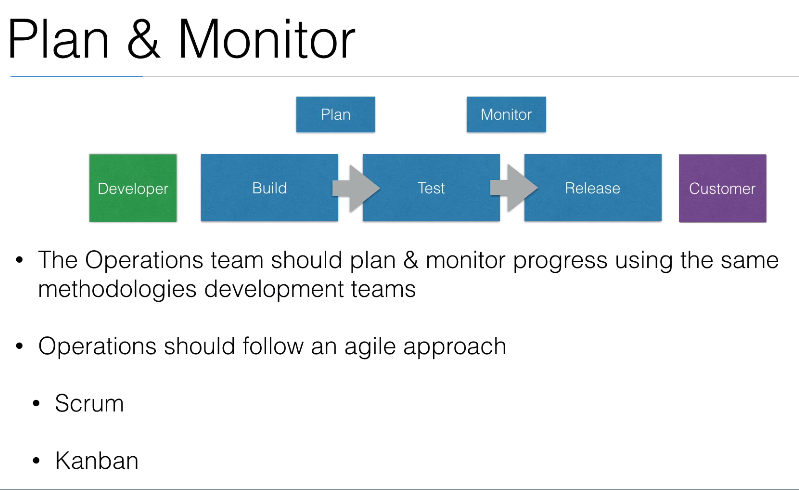 Plan & Monitor
Plan
Monitor
Developer
Build
Test
Release
Customer
• The Operations team should plan & monitor progress using the same
methodologies development teams
• Operations should follow an agile approach
• Scrum
• Kanban